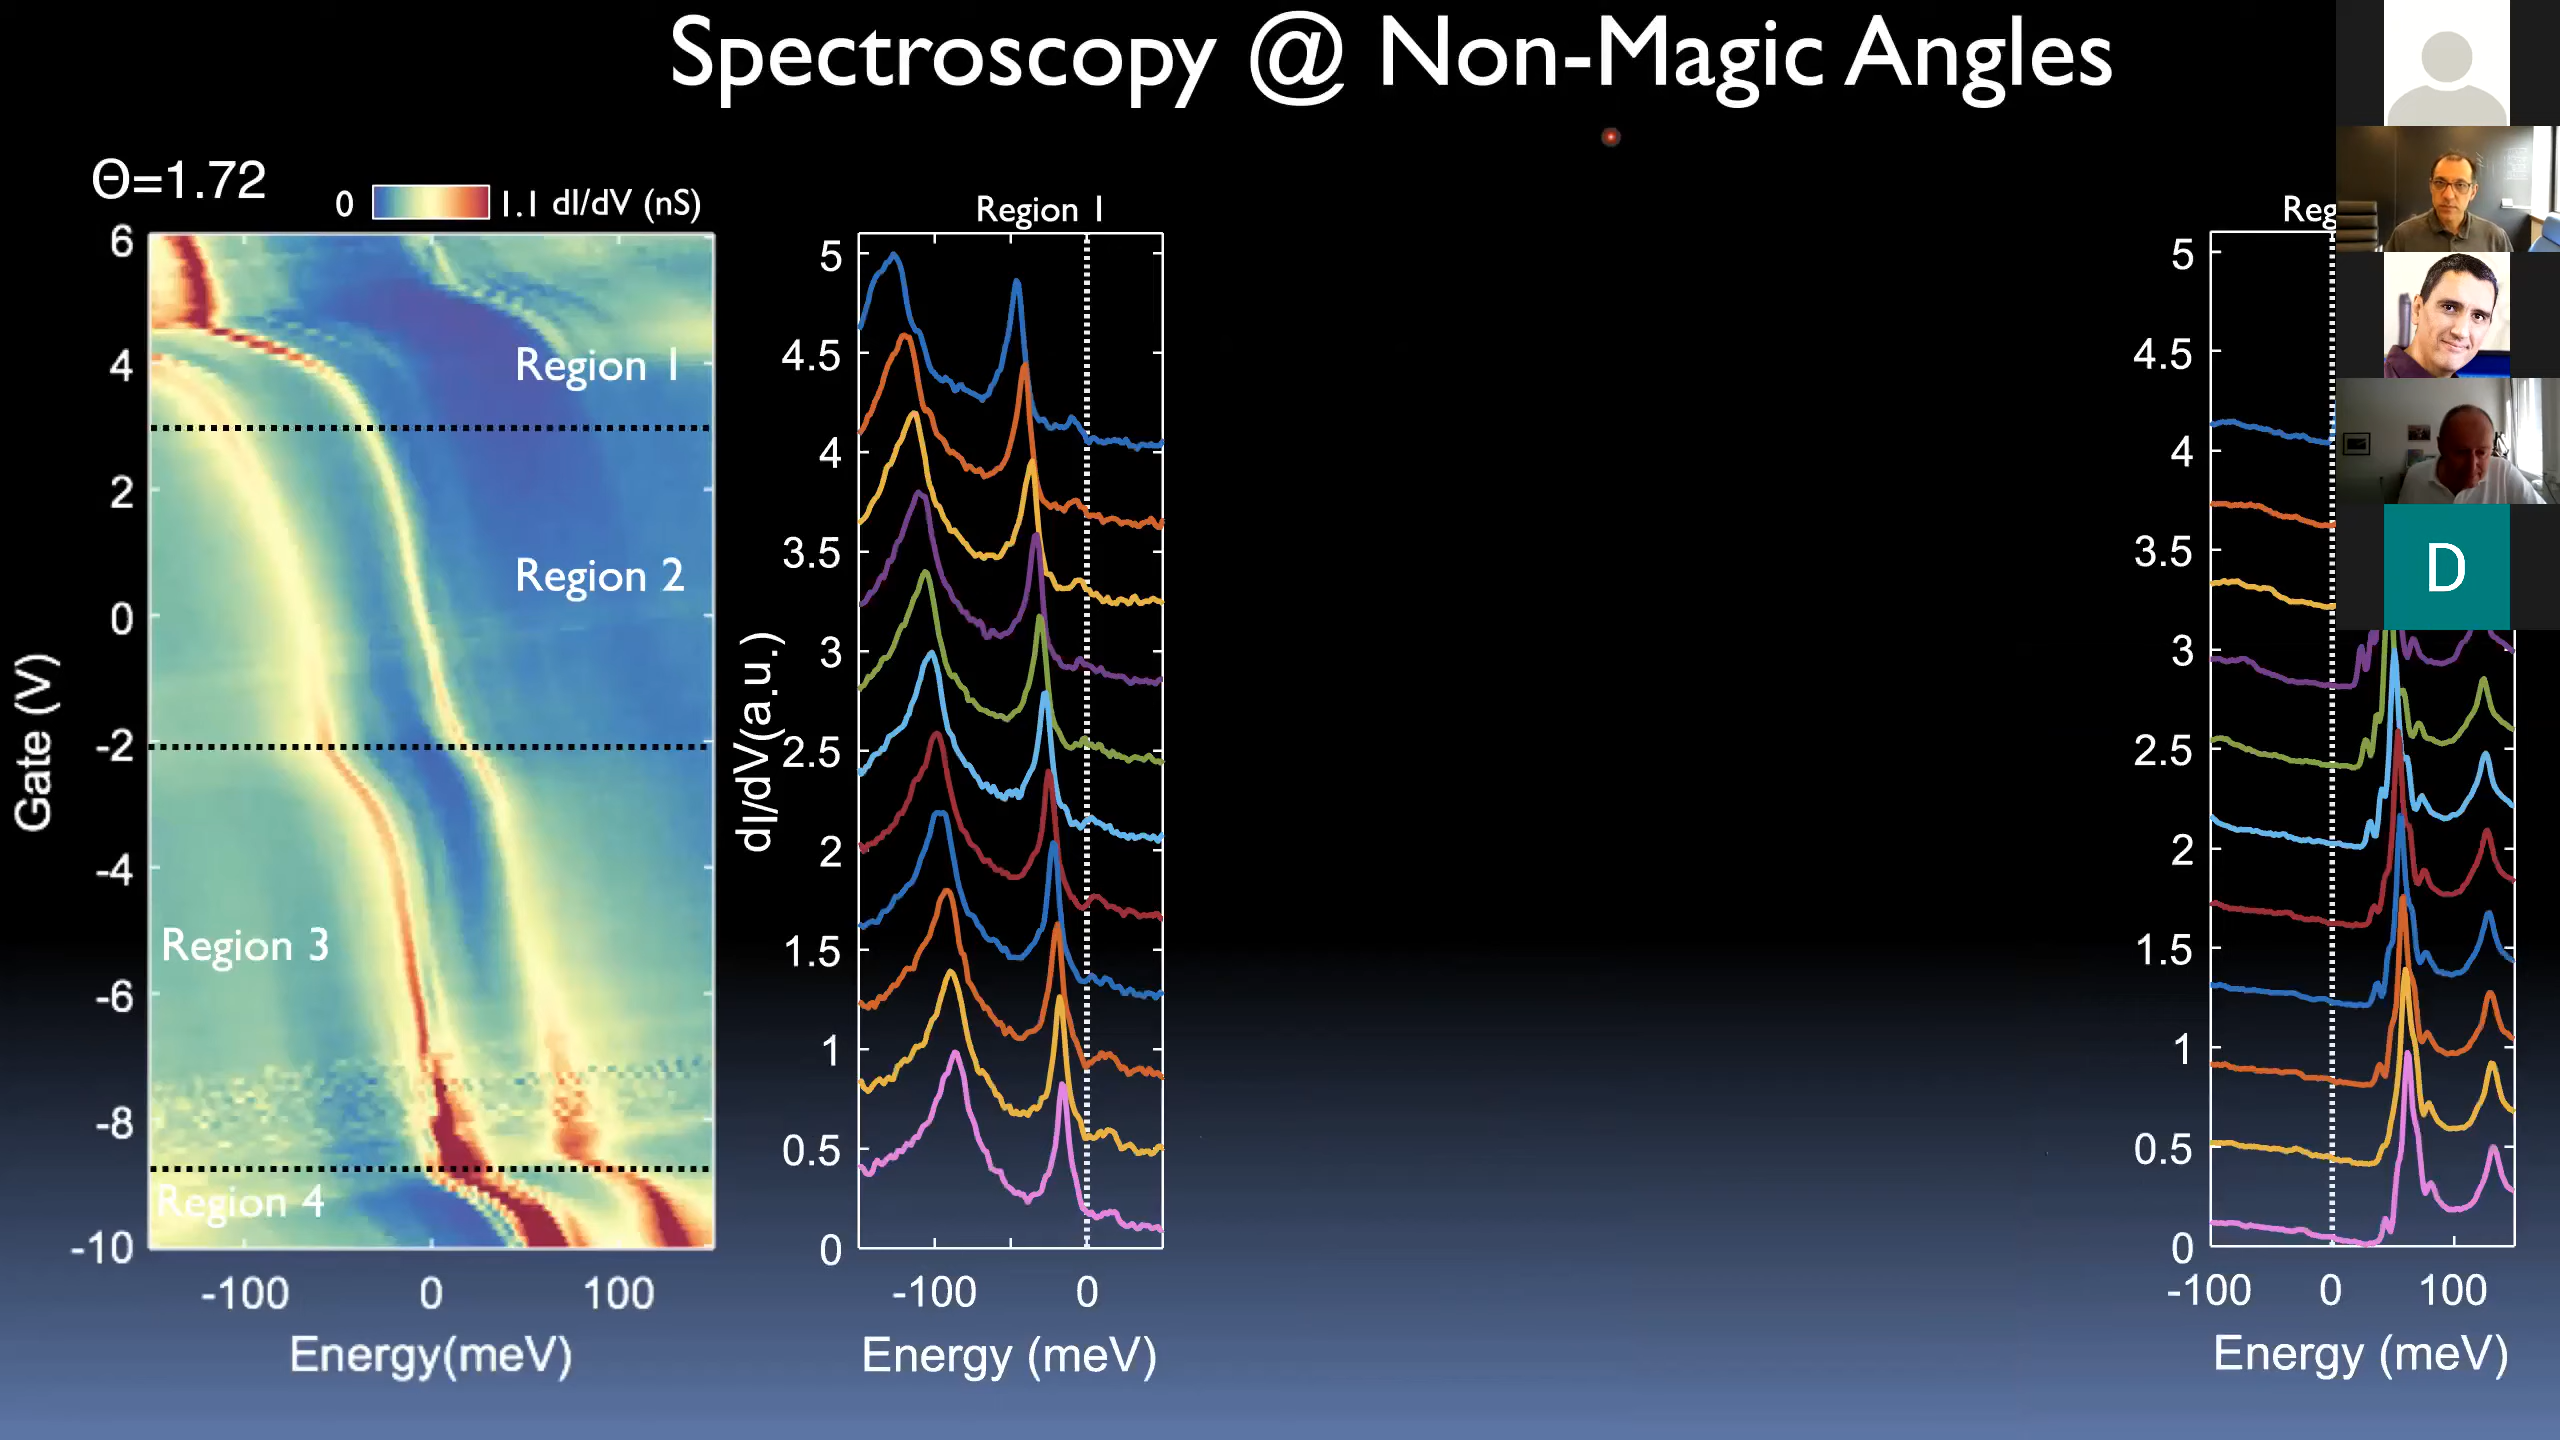 Spectroscopy @ Non-Magic Angles
Θ=1.72
0
1.1 dI/dV (nS)
6
4
2
0
-2
-4
-6
-8
-10
Gate (V)
Region 1
Region 2
Region 3
Region 4
-100
0
100
Energy(meV)
Region 1
5
4.5
4
3.5
3
2.5
2
1.5
1
0.5
0
dI/dV(a.u.)
-100
0
Energy (meV)
Reg
5
4.5
4
3.5
3
2.5
2
1.5
1
0.5
0
-100
0
100
Energy (meV)
D